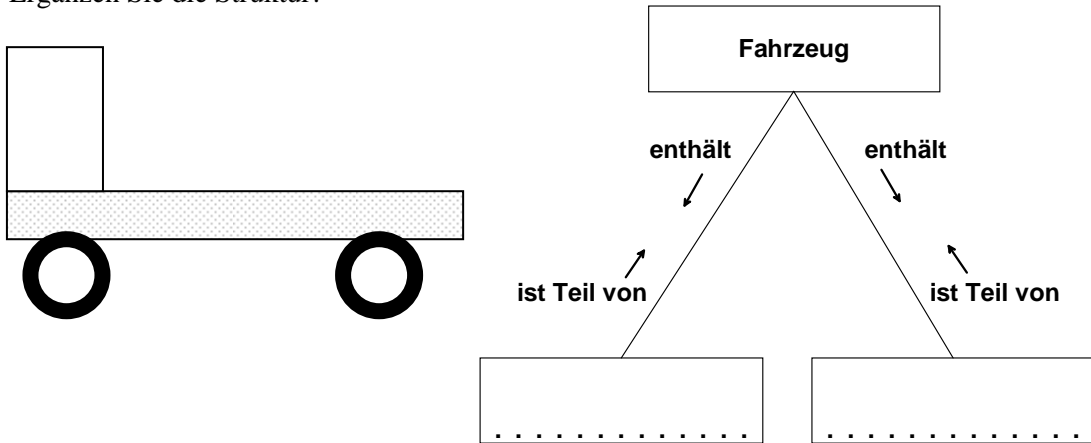 Ergänzen Sie die Struktur!
Fahrzeug
enthält
enthält
ist Teil von
ist Teil von
. . . . . . . . . . . . .
. . . . . . . . . . . . .